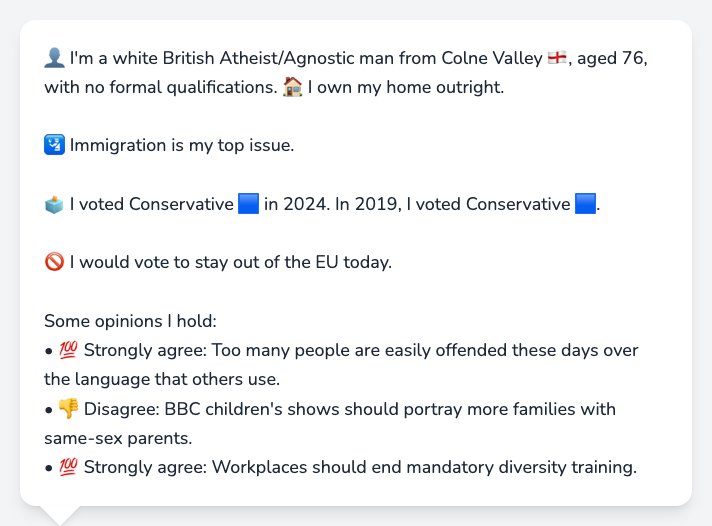 👤 I'm a white British Atheist/Agnostic man from Colne Valley 🏴󠁧󠁢󠁥󠁮󠁧󠁿, aged 76,
with no formal qualifications. 🏠 I own my home outright.
🛂 Immigration is my top issue.
🗳️ I voted Conservative 🟦 in 2024. In 2019, I voted Conservative 🟦.
🚫 I would vote to stay out of the EU today.
Some opinions I hold:
• 💯 Strongly agree: Too many people are easily offended these days over
the language that others use.
• 👎 Disagree: BBC children's shows should portray more families with
same-sex parents.
• 💯 Strongly agree: Workplaces should end mandatory diversity training.